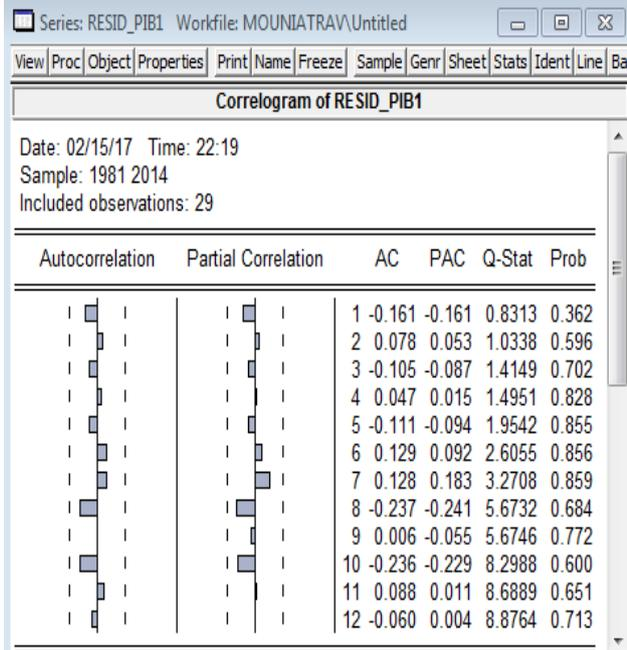 Series: RESID_PIB1 Workfile: MOUNIATRAV\Untitled
View Proc Object Properties Print Name Freeze Sample Genr Sheet Stats Ident Line Ba
Correlogram of RESID_PIB1
Date: 02/15/17 Time: 22:19
Sample: 1981 2014
Included observations: 29
Autocorrelation Partial Correlation AC PAC Q-Stat Prob
1 -0.161 -0.161 0.8313 0.362
2 0.078 0.053 1.0338 0.596
3 -0.105 -0.087 1.4149 0.702
4 0.047 0.015 1.4951 0.828
5 -0.111 -0.094 1.9542 0.855
6 0.129 0.092 2.6055 0.856
7 0.128 0.183 3.2708 0.859
8 -0.237 -0.241 5.6732 0.684
9 0.006 -0.055 5.6746 0.772
10 -0.236 -0.229 8.2988 0.600
11 0.088 0.011 8.6889 0.651
12 -0.060 0.004 8.8764 0.713